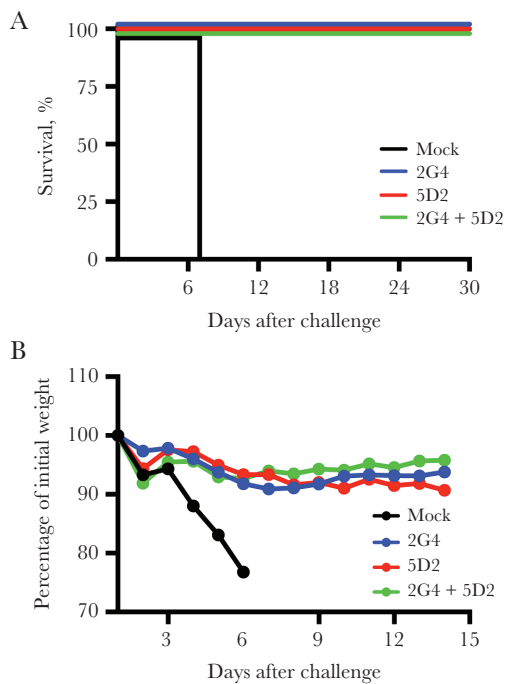 A
Survival, %
100
75
50
25
0
6
12
18
24
30
Mock
2G4
5D2
2G4 + 5D2
Days after challenge
B
Percentage of initial weight
110
100
90
80
70
3
6
9
12
15
Mock
2G4
5D2
2G4 + 5D2
Days after challenge